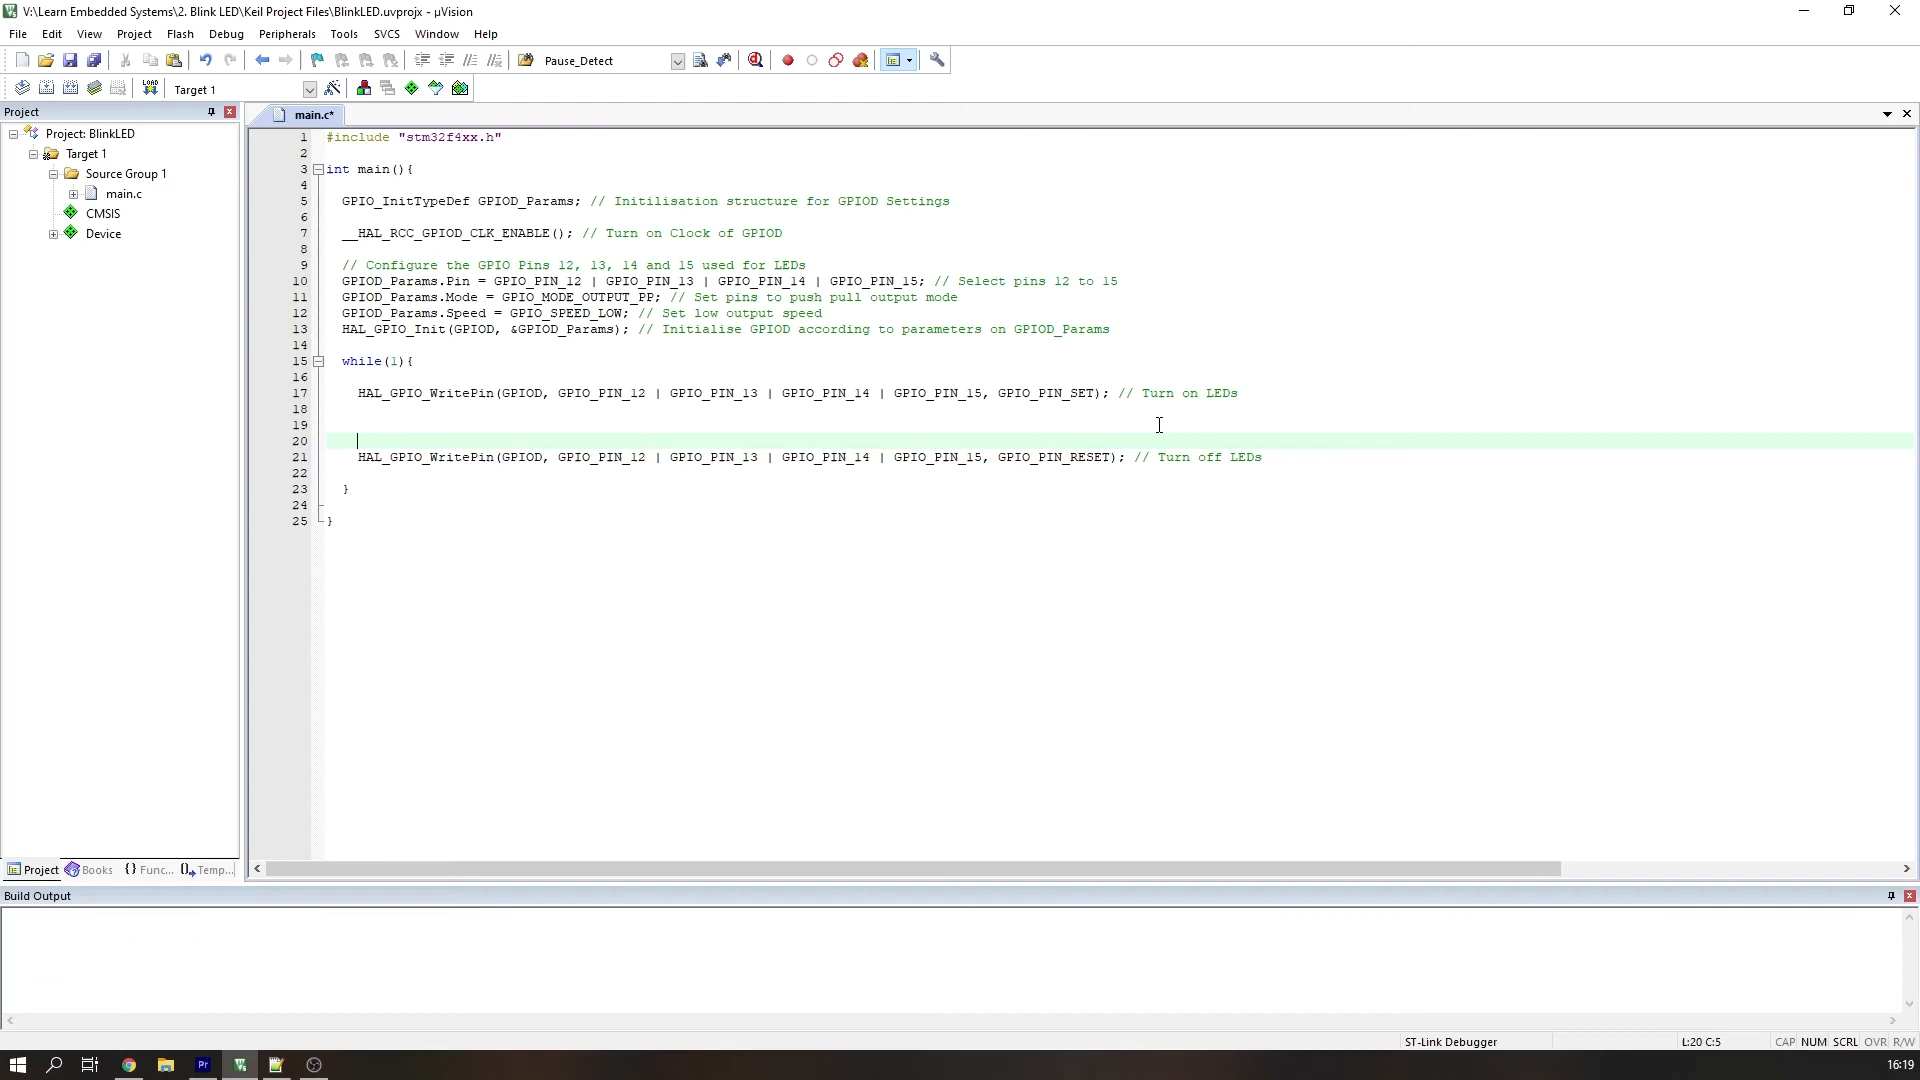 V:\Learn Embedded Systems\2. Blink LED\Keil Project Files\BlinkLED.uvprojx - µVision
File Edit View Project Flash Debug Peripherals Tools SVCS Window Help
Pause_Detect
LOAD
Target 1
Project
main.c*
Project: BlinkLED
Target 1
Source Group 1
main.c
CMSIS
Device
1 #include "stm32f4xx.h"
2
3 int main(){
4
5 GPIO_InitTypeDef GPIOD_Params; // Initilisation structure for GPIOD Settings
6
7 __HAL_RCC_GPIOD_CLK_ENABLE(); // Turn on Clock of GPIOD
8
9 // Configure the GPIO Pins 12, 13, 14 and 15 used for LEDs
10 GPIOD_Params.Pin = GPIO_PIN_12 | GPIO_PIN_13 | GPIO_PIN_14 | GPIO_PIN_15; // Select pins 12 to 15
11 GPIOD_Params.Mode = GPIO_MODE_OUTPUT_PP; // Set pins to push pull output mode
12 GPIOD_Params.Speed = GPIO_SPEED_LOW; // Set low output speed
13 HAL_GPIO_Init(GPIOD, &GPIOD_Params); // Initialise GPIOD according to parameters on GPIOD_Params
14
15 while(1){
16
17 HAL_GPIO_WritePin(GPIOD, GPIO_PIN_12 | GPIO_PIN_13 | GPIO_PIN_14 | GPIO_PIN_15, GPIO_PIN_SET); // Turn on LEDs
18
19
20
21 HAL_GPIO_WritePin(GPIOD, GPIO_PIN_12 | GPIO_PIN_13 | GPIO_PIN_14 | GPIO_PIN_15, GPIO_PIN_RESET); // Turn off LEDs
22
23 }
24
25 }
Project Books {} Func... Temp...
Build Output
ST-Link Debugger L:20 C:5 CAP NUM SCRL OVR R/W
Pr
16:19